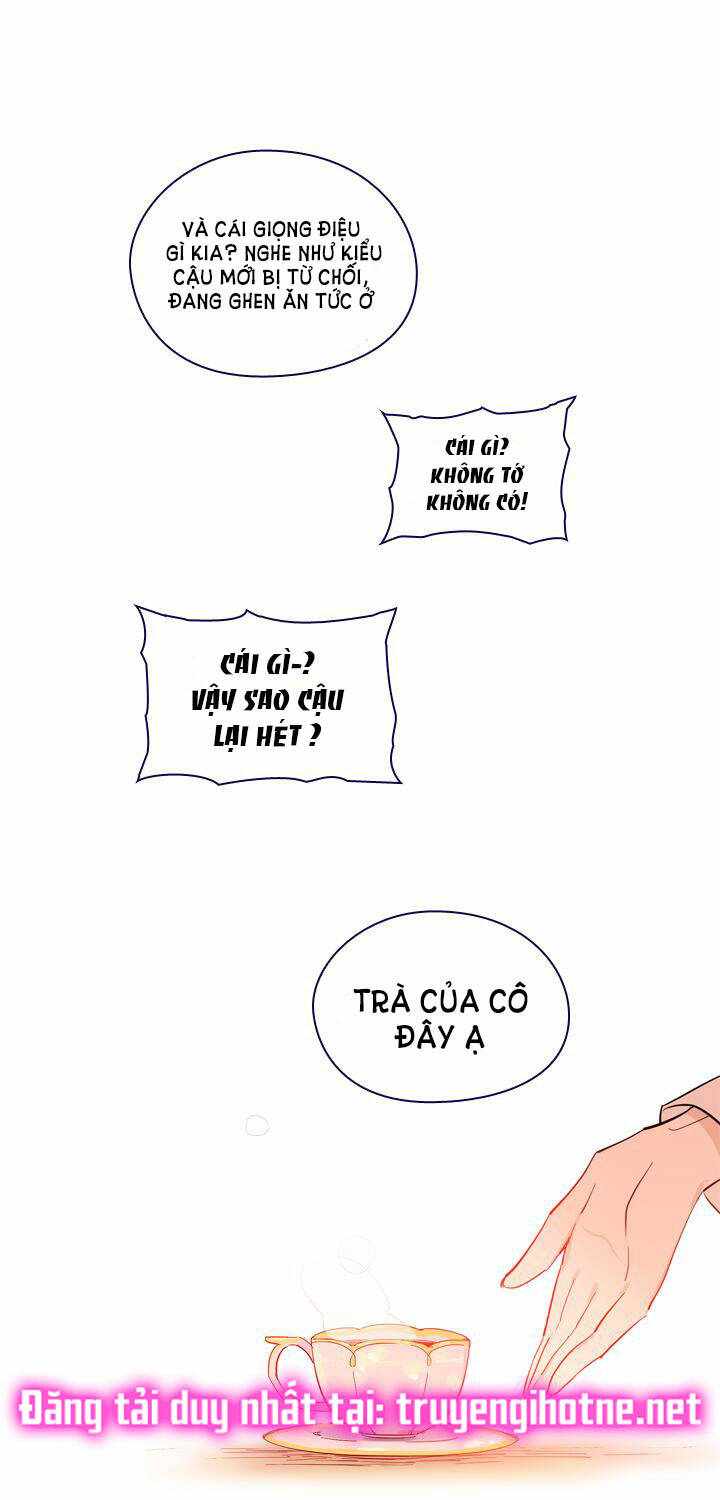 VÀ CÁI GIỌNG ĐIỆU
GÌ KIA? NGHE NHƯ KIỂU
CẬU MỚI BỊ TỪ CHỐI,
ĐANG GHEN ĂN TỨC Ở
CÁI GÌ?
KHÔNG TỚ
KHÔNG CÓ!
CÁI GÌ-?
VẬY SAO CẬU
LẠI HÉT ?
TRÀ CỦA CÔ
ĐÂY Ạ
Đăng tải duy nhất tại: truyengihotne.net